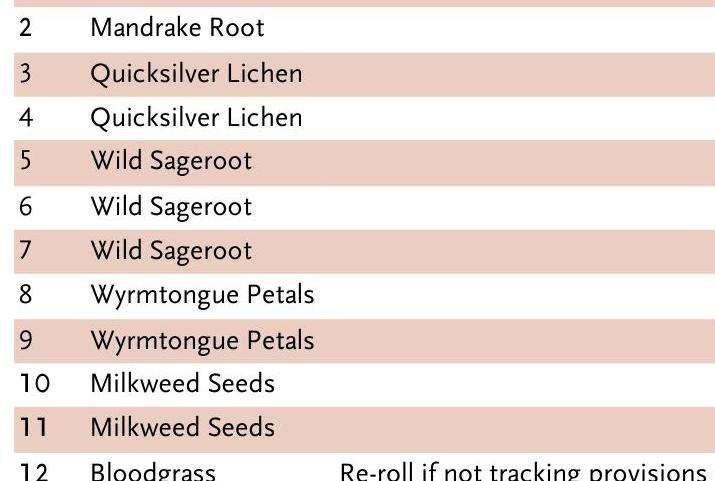 2 Mandrake Root
3 Quicksilver Lichen
4 Quicksilver Lichen
5 Wild Sageroot
6 Wild Sageroot
7 Wild Sageroot
8 Wyrmtongue Petals
9 Wyrmtongue Petals
10 Milkweed Seeds
11 Milkweed Seeds
12 Bloodgrass Re-roll if not tracking provisions